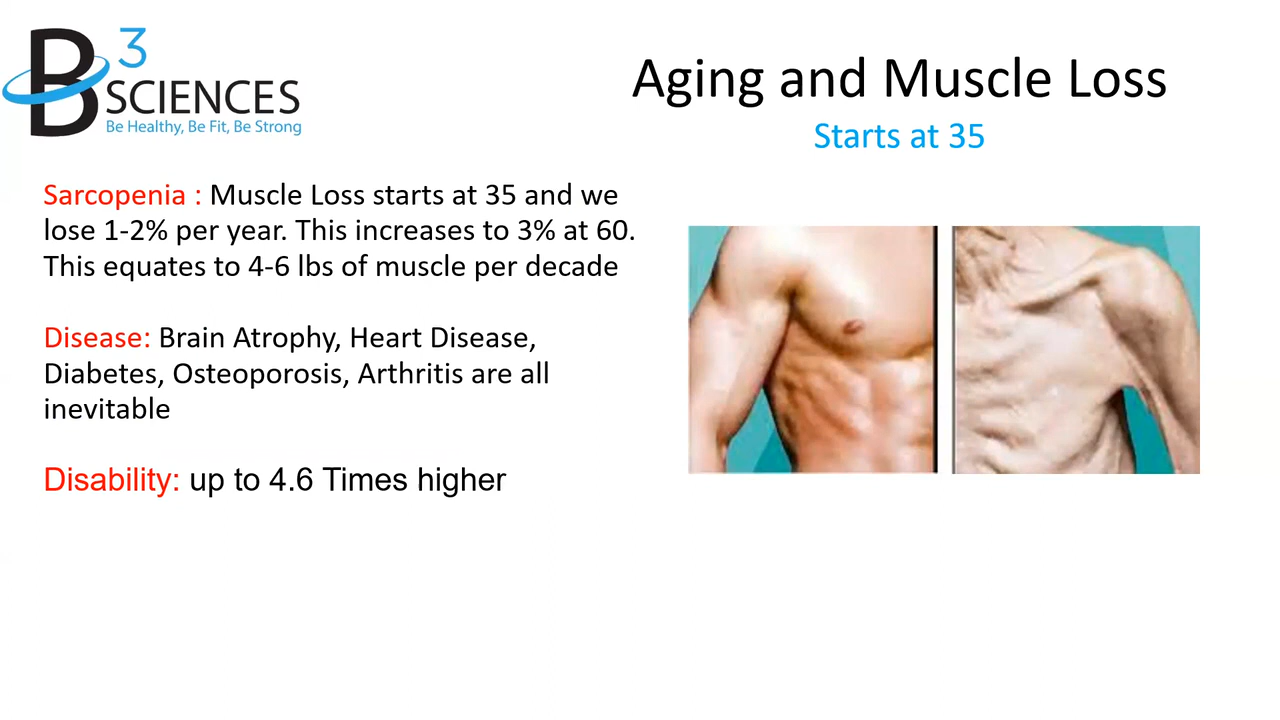 B3 SCIENCES
Be Healthy, Be Fit, Be Strong
Aging and Muscle Loss
Starts at 35
Sarcopenia : Muscle Loss starts at 35 and we
lose 1-2% per year. This increases to 3% at 60.
This equates to 4-6 lbs of muscle per decade
Disease: Brain Atrophy, Heart Disease,
Diabetes, Osteoporosis, Arthritis are all
inevitable
Disability: up to 4.6 Times higher